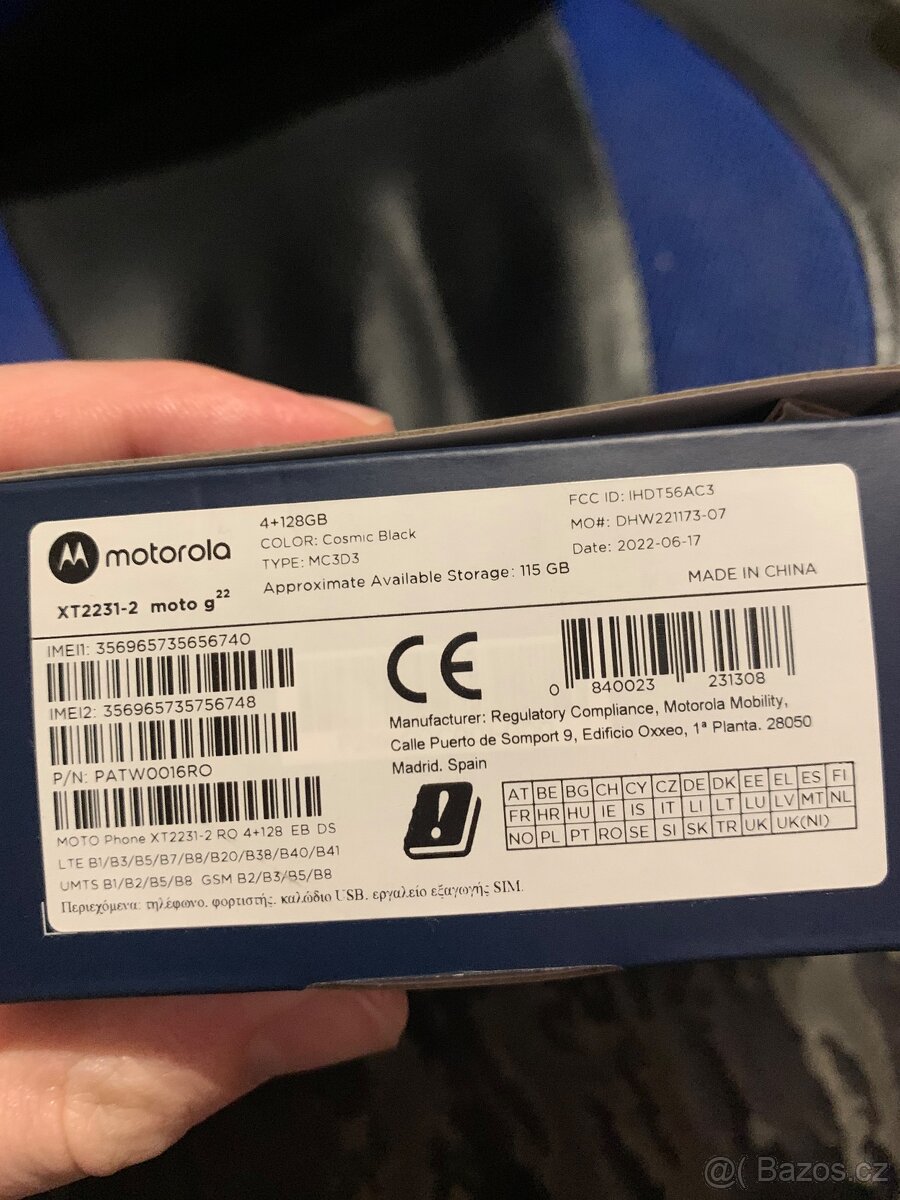 motorola
XT2231-2 moto g22
4+128GB
COLOR: Cosmic Black
TYPE: MC3D3
Approximate Available Storage: 115 GB
FCC ID: IHDT56AC3
MO#: DHW221173-07
Date: 2022-06-17
MADE IN CHINA
IMEI1: 356965735656740
IMEI2: 356965735756748
P/N: PATW0016RO
MOTO Phone XT2231-2 RO 4+128 EB DS
LTE B1/B3/B5/B7/B8/B20/B38/B40/B41
UMTS B1/B2/B5/B8 GSM B2/B3/B5/B8
Περιεχόμενα: τηλέφωνο, φορτιστής, καλώδιο USB, εργαλείο εξαγωγής SIM.
CE
0 840023 231308
Manufacturer: Regulatory Compliance, Motorola Mobility,
Calle Puerto de Somport 9, Edificio Oxxeo, 1ª Planta. 28050
Madrid. Spain
AT BE BG CH CY CZ DE DK EE EL ES FI
FR HR HU IE IS IT LI LT LU LV MT NL
NO PL PT RO SE SI SK TR UK UK(NI)
@( Bazos.cz